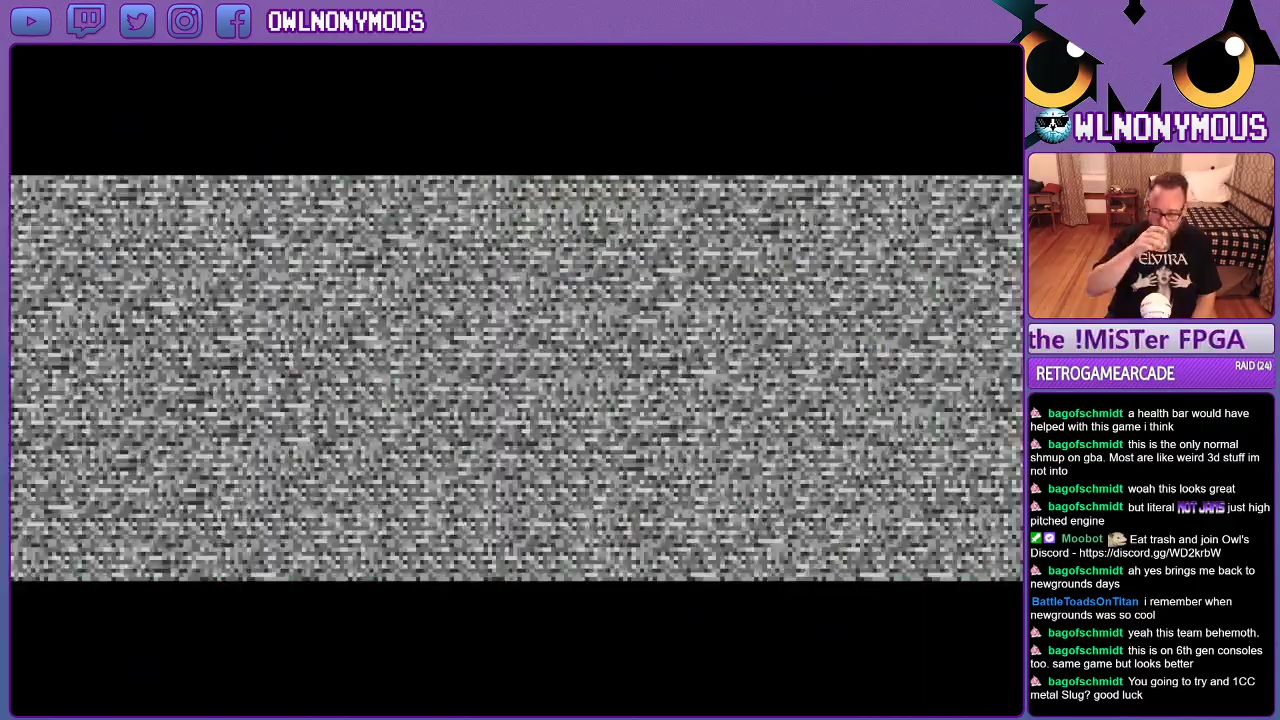 OWLNONYMOUS
WLNONYMOUS
ELVIRA
the !MiSTer FPGA
RETROGAMEARCADE
RAID (24)
bagofschmidt a health bar would have
helped with this game i think
bagofschmidt this is the only normal
shmup on gba. Most are like weird 3d stuff im
not into
bagofschmidt woah this looks great
bagofschmidt but literal HOT JAMS just high
pitched engine
Moobot Eat trash and join Owl's
Discord - https://discord.gg/WD2krbW
bagofschmidt ah yes brings me back to
newgrounds days
BattleToadsOnTitan i remember when
newgrounds was so cool
bagofschmidt yeah this team behemoth.
bagofschmidt this is on 6th gen consoles
too. same game but looks better
bagofschmidt You going to try and 1CC
metal Slug? good luck